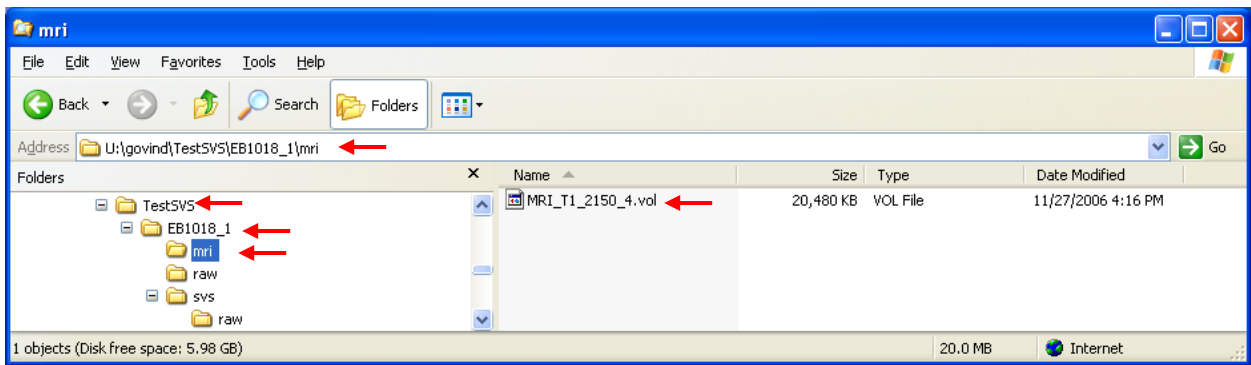 mri
File Edit View Favorites Tools Help
Back Search Folders
Address U:\govind\TestSVS\EB1018_1\mri Go
Folders x Name Size Type Date Modified
TestSVS MRI_T1_2150_4.vol 20,480 KB VOL File 11/27/2006 4:16 PM
EB1018_1
mri
raw
svs
raw
1 objects (Disk free space: 5.98 GB) 20.0 MB Internet